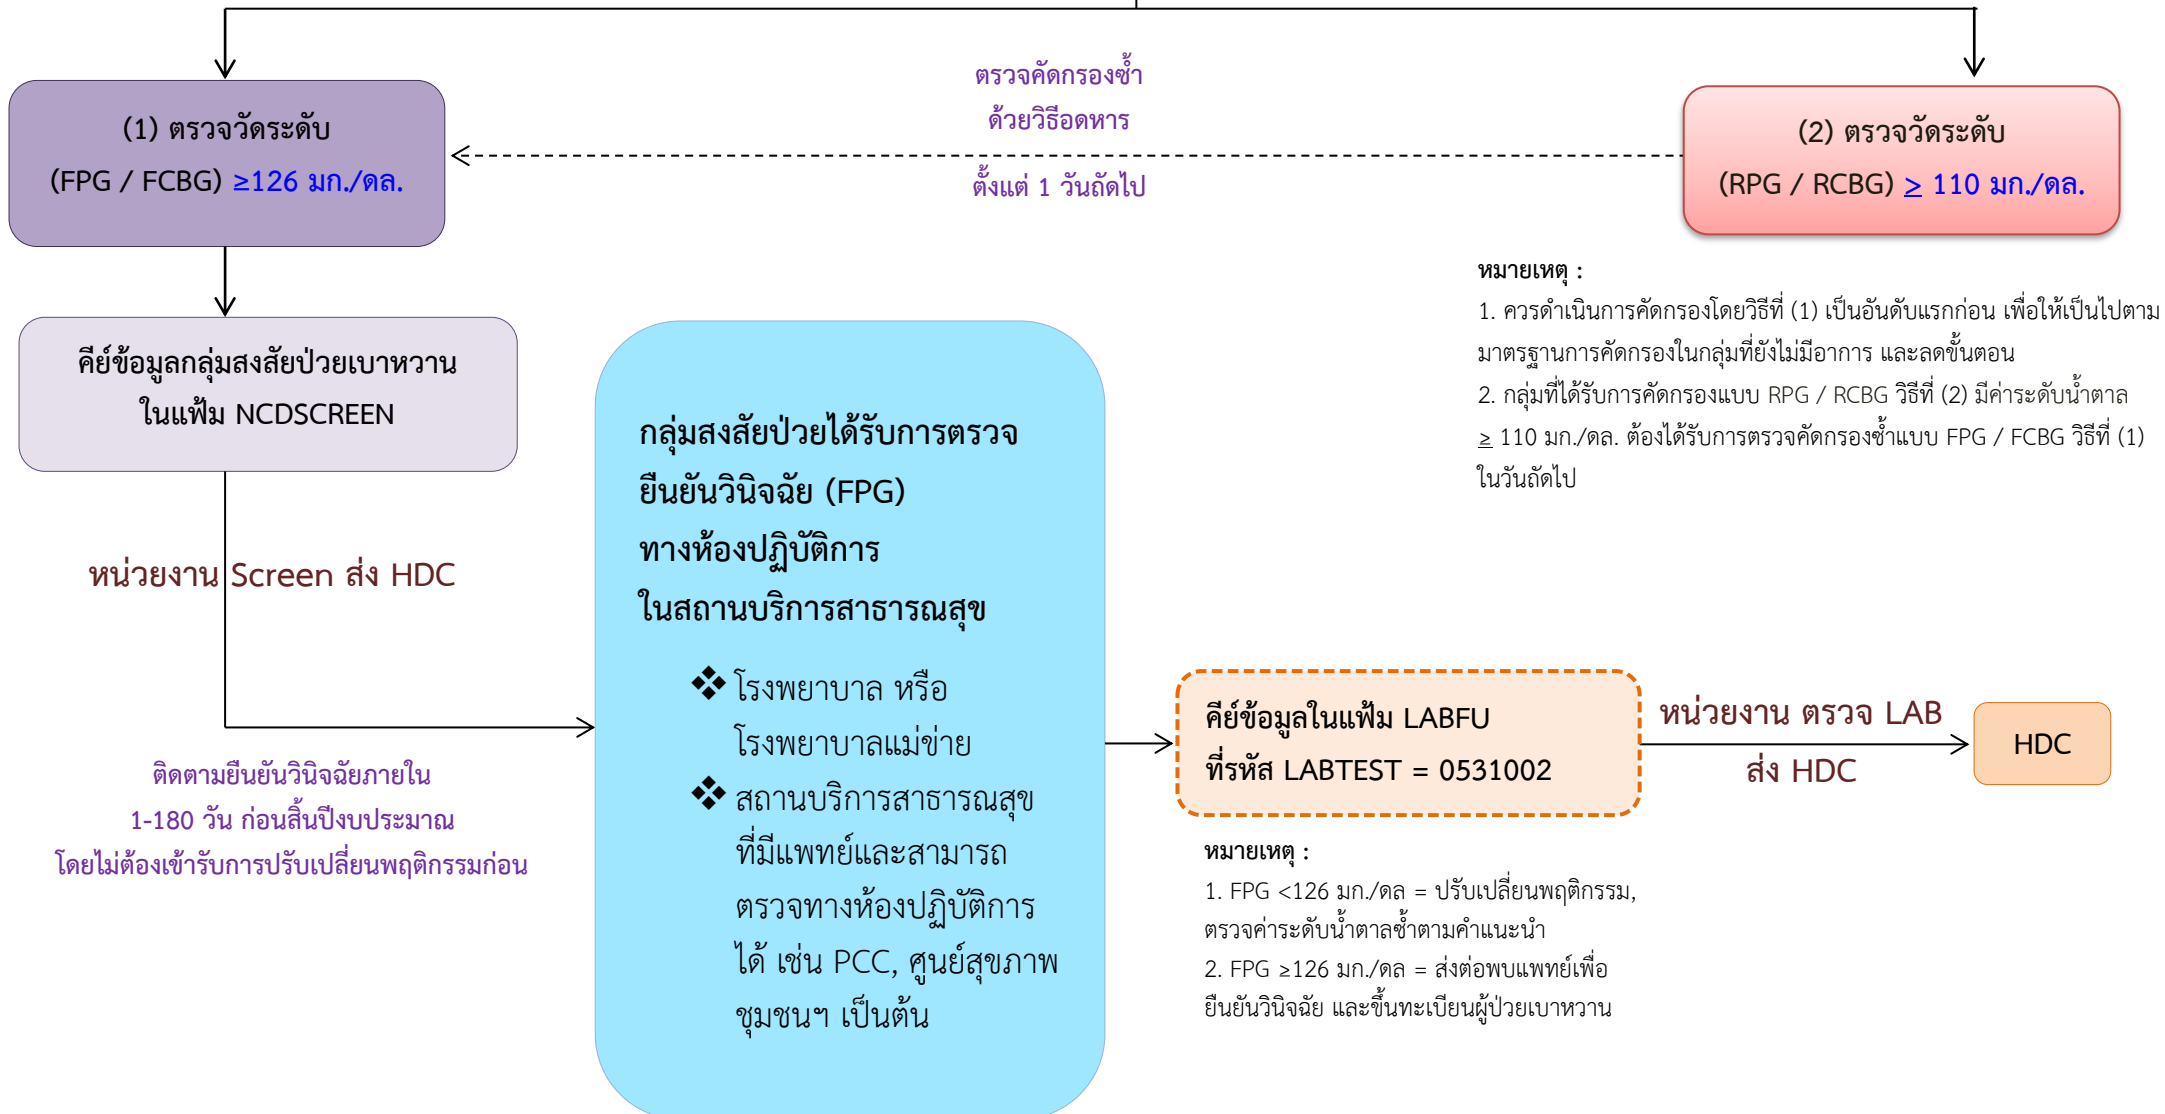 (1) ตรวจวัดระดับ
(FPG / FCBG) ≥126 มก./ดล.
ตรวจคัดกรองซ้ำ
ด้วยวิธีอดหาร
ตั้งแต่ 1 วันถัดไป
(2) ตรวจวัดระดับ
(RPG / RCBG) ≥ 110 มก./ดล.
หมายเหตุ :
1. ควรดำเนินการคัดกรองโดยวิธีที่ (1) เป็นอันดับแรกก่อน เพื่อให้เป็นไปตาม
มาตรฐานการคัดกรองในกลุ่มที่ยังไม่มีอาการ และลดขั้นตอน
2. กลุ่มที่ได้รับการคัดกรองแบบ RPG / RCBG วิธีที่ (2) มีค่าระดับน้ำตาล
≥ 110 มก./ดล. ต้องได้รับการตรวจคัดกรองซ้ำแบบ FPG / FCBG วิธีที่ (1)
ในวันถัดไป
คีย์ข้อมูลกลุ่มสงสัยป่วยเบาหวาน
ในแฟ้ม NCDSCREEN
หน่วยงาน Screen ส่ง HDC
ติดตามยืนยันวินิจฉัยภายใน
1-180 วัน ก่อนสิ้นปีงบประมาณ
โดยไม่ต้องเข้ารับการปรับเปลี่ยนพฤติกรรมก่อน
กลุ่มสงสัยป่วยได้รับการตรวจ
ยืนยันวินิจฉัย (FPG)
ทางห้องปฏิบัติการ
ในสถานบริการสาธารณสุข
❖ โรงพยาบาล หรือ
โรงพยาบาลแม่ข่าย
❖ สถานบริการสาธารณสุข
ที่มีแพทย์และสามารถ
ตรวจทางห้องปฏิบัติการ
ได้ เช่น PCC, ศูนย์สุขภาพ
ชุมชนฯ เป็นต้น
คีย์ข้อมูลในแฟ้ม LABFU
ที่รหัส LABTEST = 0531002
หน่วยงาน ตรวจ LAB
ส่ง HDC
HDC
หมายเหตุ :
1. FPG <126 มก./ดล = ปรับเปลี่ยนพฤติกรรม,
ตรวจค่าระดับน้ำตาลซ้ำตามคำแนะนำ
2. FPG ≥126 มก./ดล = ส่งต่อพบแพทย์เพื่อ
ยืนยันวินิจฉัย และขึ้นทะเบียนผู้ป่วยเบาหวาน